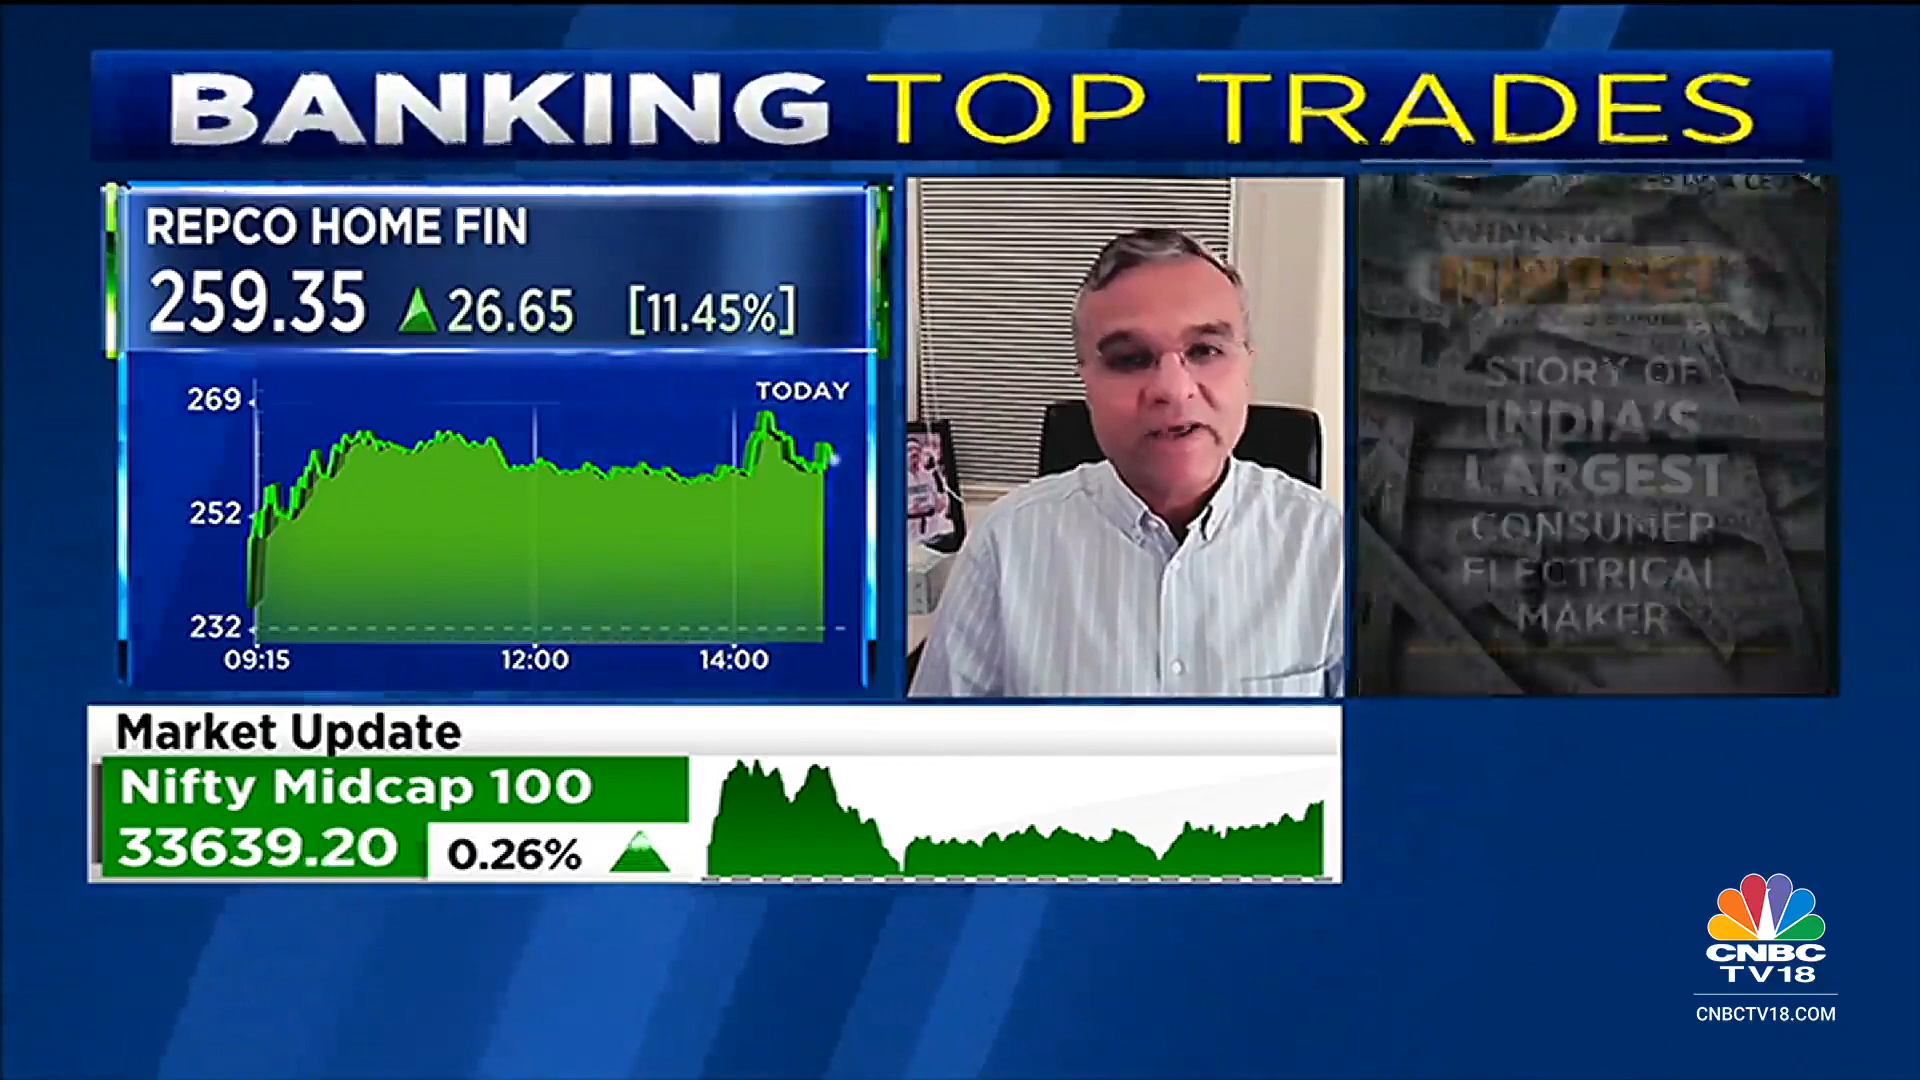 BANKING TOP TRADES
REPCO HOME FIN
259.35 ▲ 26.65 [11.45%]
TODAY
269
252
232
09:15 12:00 14:00
WINNING
MINDSET
STORY OF
INDIA'S
LARGEST
CONSUMER
ELECTRICAL
MAKER
Market Update
Nifty Midcap 100
33639.20 0.26%
CNBC
TV18
CNBCTV18.COM